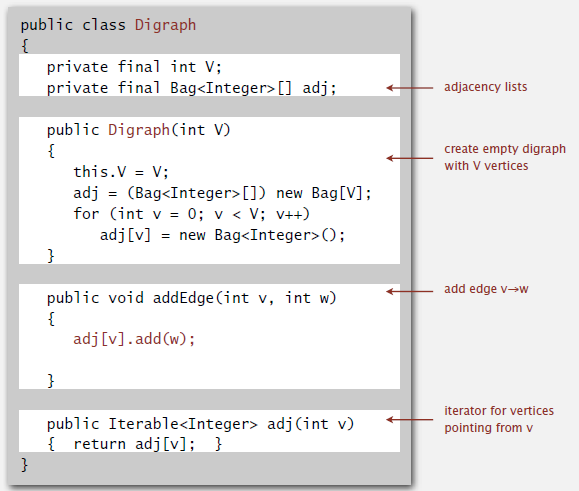 public class Digraph
{
private final int V;
private final Bag<Integer>[] adj;
adjacency lists
public Digraph(int V)
{
this.V = V;
adj = (Bag<Integer>[]) new Bag[V];
for (int v = 0; v < V; v++)
adj[v] = new Bag<Integer>();
}
create empty digraph
with V vertices
public void addEdge(int v, int w)
{
adj[v].add(w);
}
add edge v→w
public Iterable<Integer> adj(int v)
{ return adj[v]; }
iterator for vertices
pointing from v
}